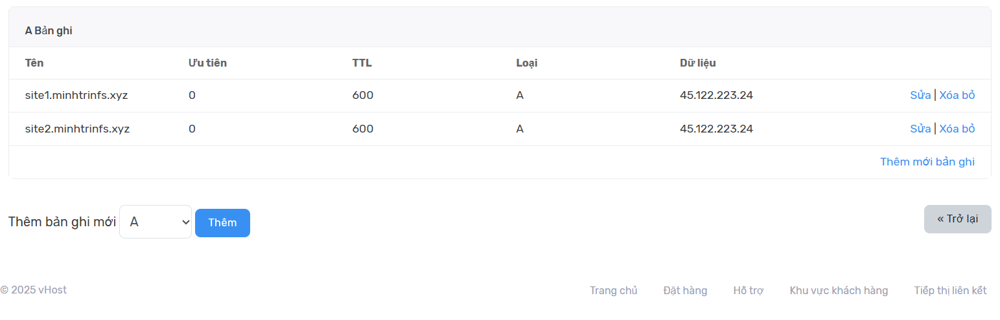 A Bản ghi
Tên Ưu tiên TTL Loại Dữ liệu
site1.minhtrinfs.xyz 0 600 A 45.122.223.24 Sửa | Xóa bỏ
site2.minhtrinfs.xyz 0 600 A 45.122.223.24 Sửa | Xóa bỏ
Thêm mới bản ghi
Thêm bản ghi mới A Thêm « Trở lại
© 2025 vHost Trang chủ Đặt hàng Hỗ trợ Khu vực khách hàng Tiếp thị liên kết